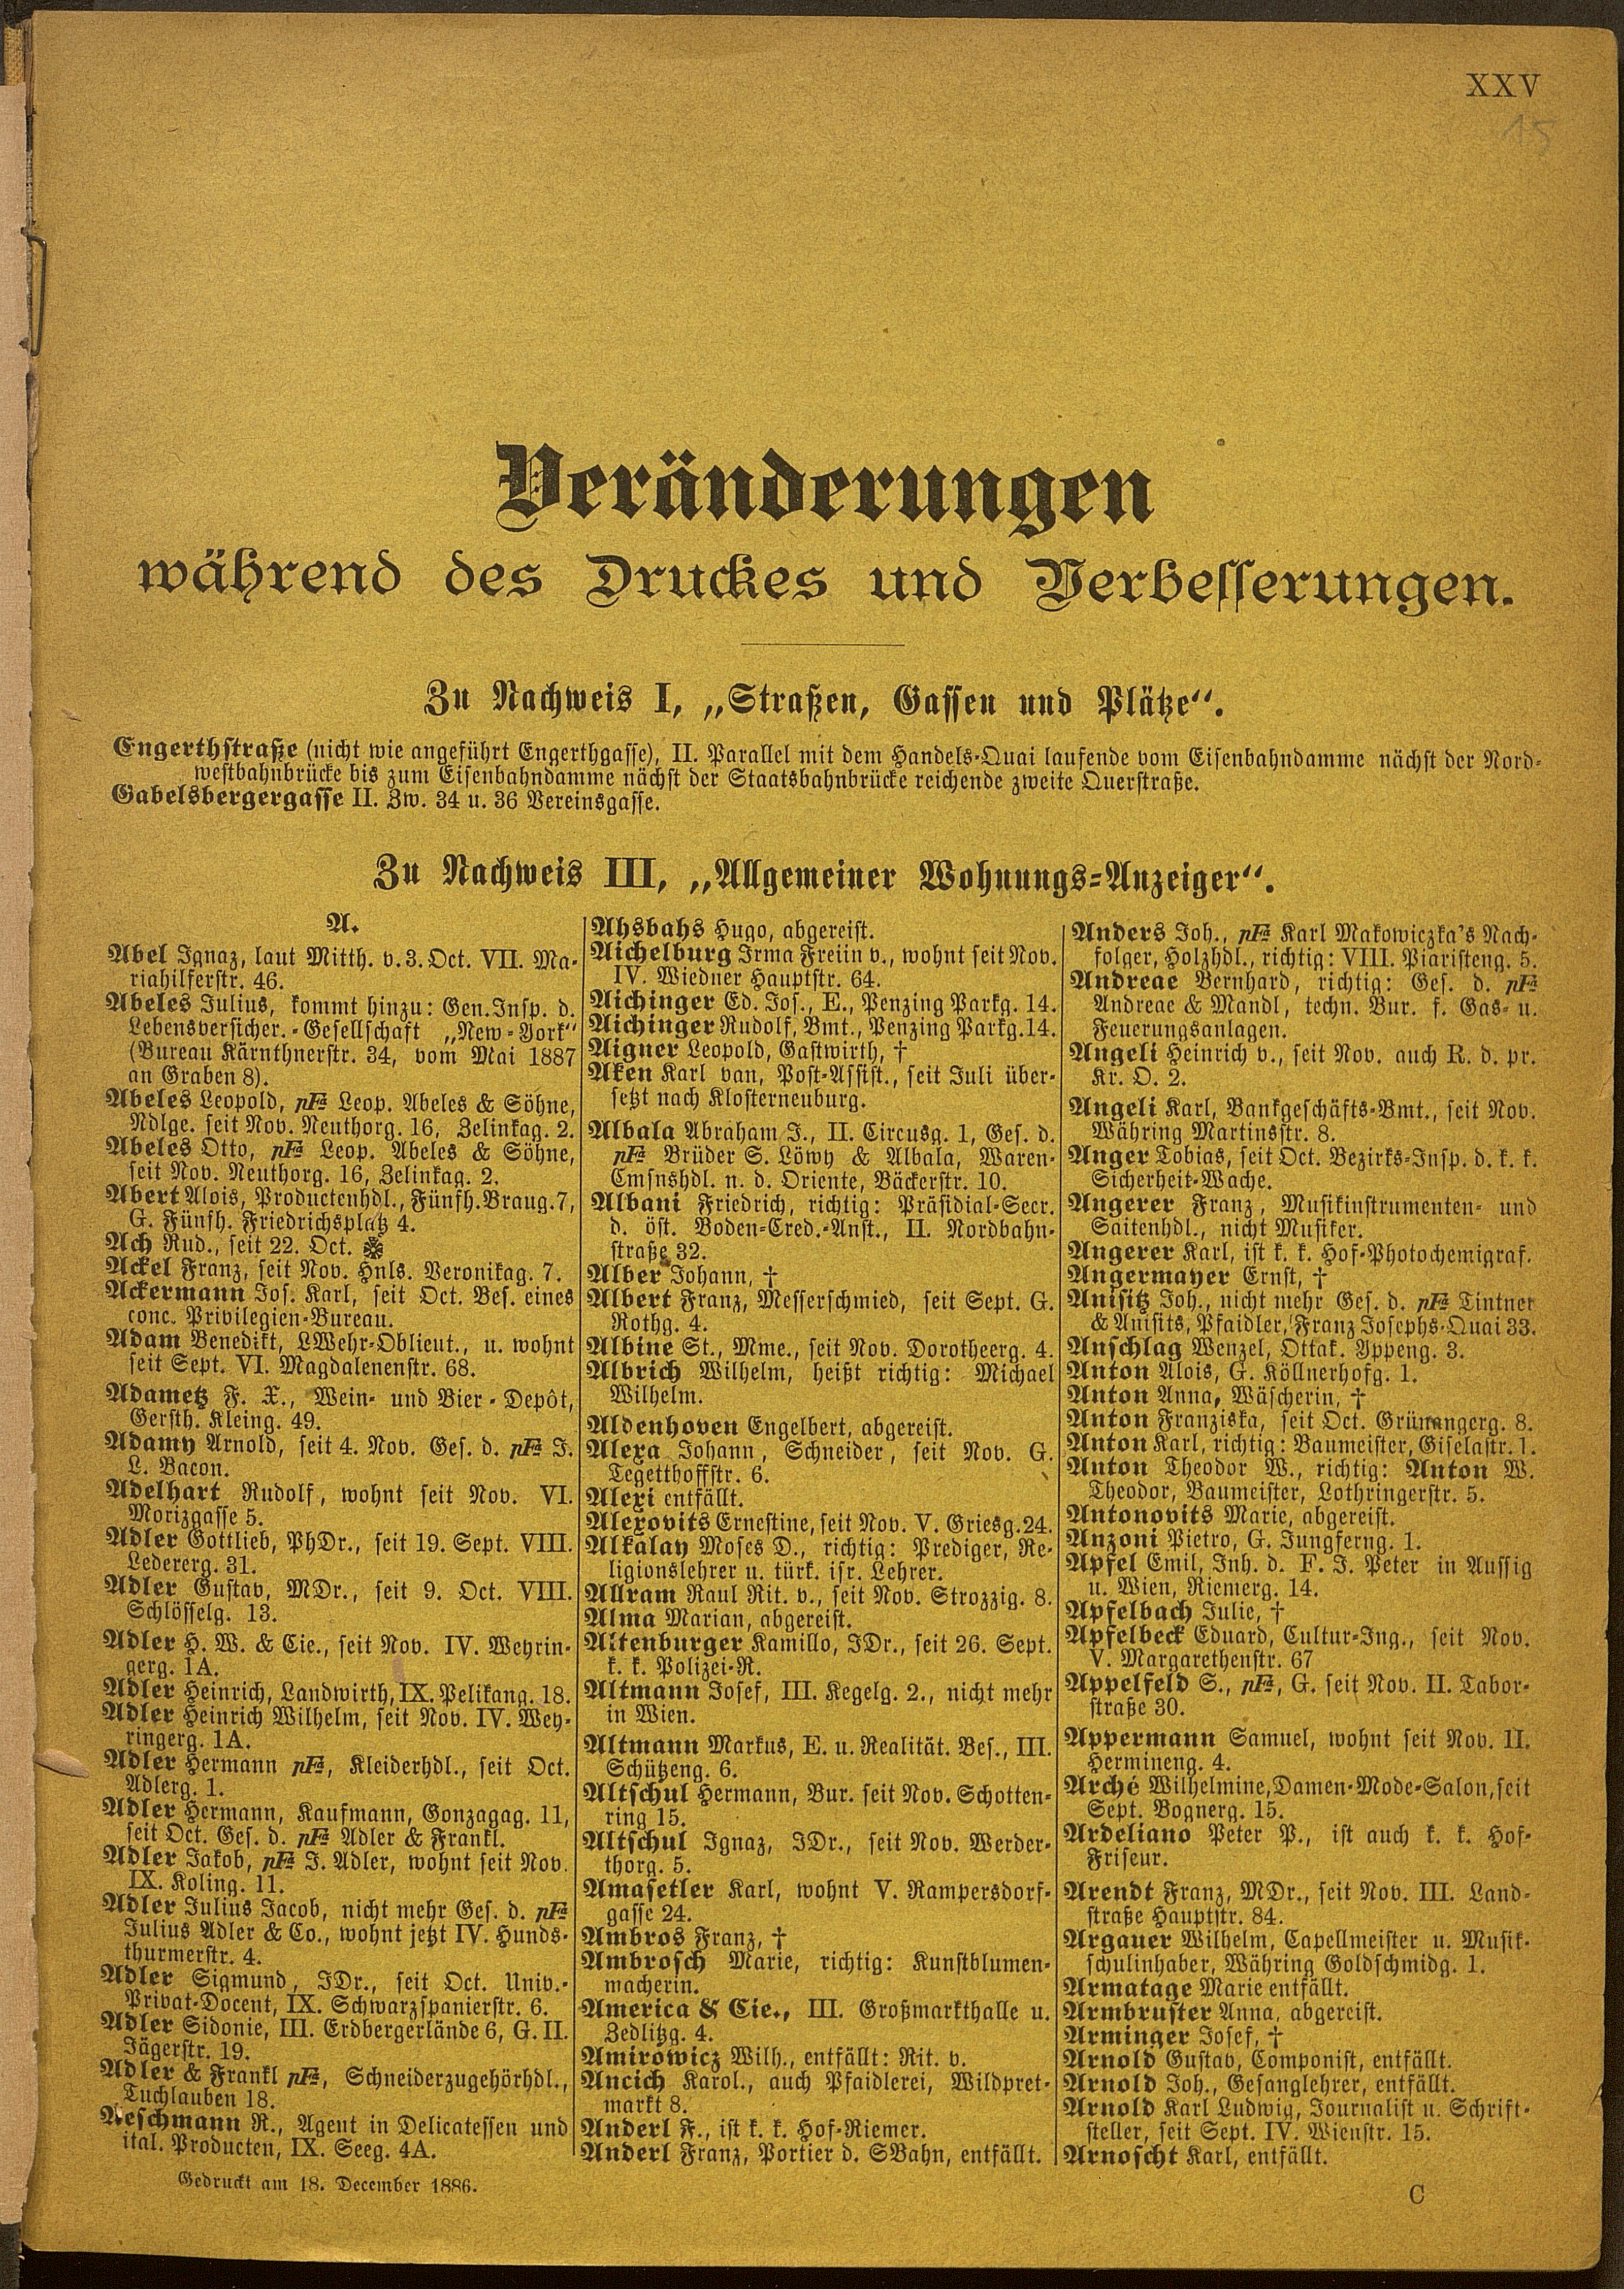 XXV
15
Veränderungen
während des Druckes und Verbesserungen.
Zu Nachweis I, „Straßen, Gassen und Plätze“.
Engerthstraße (nicht wie angeführt Engerthgasse), II. Parallel mit dem Handels-Quai laufende vom Eisenbahndamme nächst der Nord-
westbahnbrücke bis zum Eisenbahndamme nächst der Staatsbahnbrücke reichende zweite Querstraße.
Gabelsbergergasse II. Zw. 34 u. 36 Vereinsgasse.
Zu Nachweis III, „Allgemeiner Wohnungs-Anzeiger“.
A.
Abel Ignaz, laut Mitth. v. 3. Oct. VII. Ma-
riahilferstr. 46.
Abeles Julius, kommt hinzu: Gen.Insp. d.
Lebensversicher.-Gesellschaft „New-York“
(Bureau Kärnthnerstr. 34, vom Mai 1887
an Graben 8).
Abeles Leopold, pFa Leop. Abeles & Söhne,
Ndlge. seit Nov. Neuthorg. 16, Zelinkag. 2.
Abeles Otto, pFa Leop. Abeles & Söhne,
seit Nov. Neuthorg. 16, Zelinkag. 2.
Abert Alois, Productenhdl., Fünfh. Braug. 7,
G. Fünfh. Friedrichsplatz 4.
Ach Rud., seit 22. Oct. ✠
Ackel Franz, seit Nov. Hnls. Veronikag. 7.
Ackermann Jos. Karl, seit Oct. Bes. eines
conc. Privilegien-Bureau.
Adam Benedikt, LWehr-Oblieut., u. wohnt
seit Sept. VI. Magdalenenstr. 68.
Adametz F. X., Wein- und Bier-Depôt,
Gersth. Kleing. 49.
Adamy Arnold, seit 4. Nov. Ges. d. pFa J.
L. Bacon.
Adelhart Rudolf, wohnt seit Nov. VI.
Morizgasse 5.
Adler Gottlieb, PhDr., seit 19. Sept. VIII.
Ledererg. 31.
Adler Gustav, MDr., seit 9. Oct. VIII.
Schlösselg. 13.
Adler H. W. & Cie., seit Nov. IV. Weyrin-
gerg. 1A.
Adler Heinrich, Landwirth, IX. Pelikang. 18.
Adler Heinrich Wilhelm, seit Nov. IV. Wey-
ringerg. 1A.
Adler Hermann pFa, Kleiderhdl., seit Oct.
Adlerg. 1.
Adler Hermann, Kaufmann, Gonzagag. 11,
seit Oct. Ges. d. pFa Adler & Frankl.
Adler Jakob, pFa J. Adler, wohnt seit Nov.
IX. Koling. 11.
Adler Julius Jacob, nicht mehr Ges. d. pFa
Julius Adler & Co., wohnt jetzt IV. Hunds-
thurmerstr. 4.
Adler Sigmund, JDr., seit Oct. Univ.-
Privat-Docent, IX. Schwarzspanierstr. 6.
Adler Sidonie, III. Erdbergerlände 6, G. II.
Jägerstr. 19.
Adler & Frankl pFa, Schneiderzugehörhdl.,
Tuchlauben 18.
Aeschmann R., Agent in Delicatessen und
ital. Producten, IX. Seeg. 4A.
Ahsbahs Hugo, abgereist.
Aichelburg Irma Freiin v., wohnt seit Nov.
IV. Wiedner Hauptstr. 64.
Aichinger Ed. Jos., E., Penzing Parkg. 14.
Aichinger Rudolf, Bmt., Penzing Parkg. 14.
Aigner Leopold, Gastwirth, †
Aken Karl van, Post-Assist., seit Juli über-
setzt nach Klosterneuburg.
Albala Abraham J., II. Circusg. 1, Ges. d.
pFa Brüder S. Löwy & Albala, Waren-
Cmsnshdl. n. d. Oriente, Bäckerstr. 10.
Albani Friedrich, richtig: Präsidial-Secr.
d. öst. Boden-Cred.-Anst., II. Nordbahn-
straße 32.
Alber Johann, †
Albert Franz, Messerschmied, seit Sept. G.
Rothg. 4.
Albine St., Mme., seit Nov. Dorotheerg. 4.
Albrich Wilhelm, heißt richtig: Michael
Wilhelm.
Aldenhoven Engelbert, abgereist.
Alexa Johann, Schneider, seit Nov. G.
Tegetthoffstr. 6.
Alexi entfällt.
Alexovits Ernestine, seit Nov. V. Griesg. 24.
Alkalay Moses D., richtig: Prediger, Re-
ligionslehrer u. türk. isr. Lehrer.
Allram Raul Rit. v., seit Nov. Strozzig. 8.
Alma Marian, abgereist.
Altenburger Kamillo, JDr., seit 26. Sept.
k. k. Polizei-R.
Altmann Josef, III. Kegelg. 2., nicht mehr
in Wien.
Altmann Markus, E. u. Realität. Bes., III.
Schützeng. 6.
Altschul Hermann, Bur. seit Nov. Schotten-
ring 15.
Altschul Ignaz, JDr., seit Nov. Werder-
thorg. 5.
Amasetler Karl, wohnt V. Rampersdorf-
gasse 24.
Ambros Franz, †
Ambrosch Marie, richtig: Kunstblumen-
macherin.
America & Cie., III. Großmarkthalle u.
Zedlitzg. 4.
Amirowicz Wilh., entfällt: Rit. v.
Ancich Karol., auch Pfaidlerei, Wildpret-
markt 8.
Anderl F., ist k. k. Hof-Riemer.
Anderl Franz, Portier d. SBahn, entfällt.
Anders Joh., pFa Karl Makowiczka's Nach-
folger, Holzhdl., richtig: VIII. Piaristeng. 5.
Andreae Bernhard, richtig: Ges. d. pFa
Andreae & Mandl, techn. Bur. f. Gas- u.
Feuerungsanlagen.
Angeli Heinrich v., seit Nov. auch R. d. pr.
Kr. O. 2.
Angeli Karl, Bankgeschäfts-Bmt., seit Nov.
Währing Martinsstr. 8.
Anger Tobias, seit Oct. Bezirks-Insp. d. k. k.
Sicherheit-Wache.
Angerer Franz, Musikinstrumenten- und
Saitenhdl., nicht Musiker.
Angerer Karl, ist k. k. Hof-Photochemigraf.
Angermayer Ernst, †
Anisitz Joh., nicht mehr Ges. d. pFa Tintner
& Anisits, Pfaidler, Franz Josephs-Quai 33.
Anschlag Wenzel, Ottak. Yppeng. 3.
Anton Alois, G. Köllnerhofg. 1.
Anton Anna, Wäscherin, †
Anton Franziska, seit Oct. Grünangerg. 8.
Anton Karl, richtig: Baumeister, Giselastr. 1.
Anton Theodor W., richtig: Anton W.
Theodor, Baumeister, Lothringerstr. 5.
Antonovits Marie, abgereist.
Anzoni Pietro, G. Jungferng. 1.
Apfel Emil, Inh. d. F. J. Peter in Aussig
u. Wien, Riemerg. 14.
Apfelbach Julie, †
Apfelbeck Eduard, Cultur-Ing., seit Nov.
V. Margarethenstr. 67
Appelfeld S., pFa, G. seit Nov. II. Tabor-
straße 30.
Appermann Samuel, wohnt seit Nov. II.
Hermineng. 4.
Arché Wilhelmine, Damen-Mode-Salon, seit
Sept. Bognerg. 15.
Ardeliano Peter P., ist auch k. k. Hof-
Friseur.
Arendt Franz, MDr., seit Nov. III. Land-
straße Hauptstr. 84.
Argauer Wilhelm, Capellmeister u. Musik-
schulinhaber, Währing Goldschmidg. 1.
Armatage Marie entfällt.
Armbruster Anna, abgereist.
Arminger Josef, †
Arnold Gustav, Componist, entfällt.
Arnold Joh., Gesanglehrer, entfällt.
Arnold Karl Ludwig, Journalist u. Schrift-
steller, seit Sept. IV. Wienstr. 15.
Arnoscht Karl, entfällt.
Gedruckt am 18. December 1886.
C